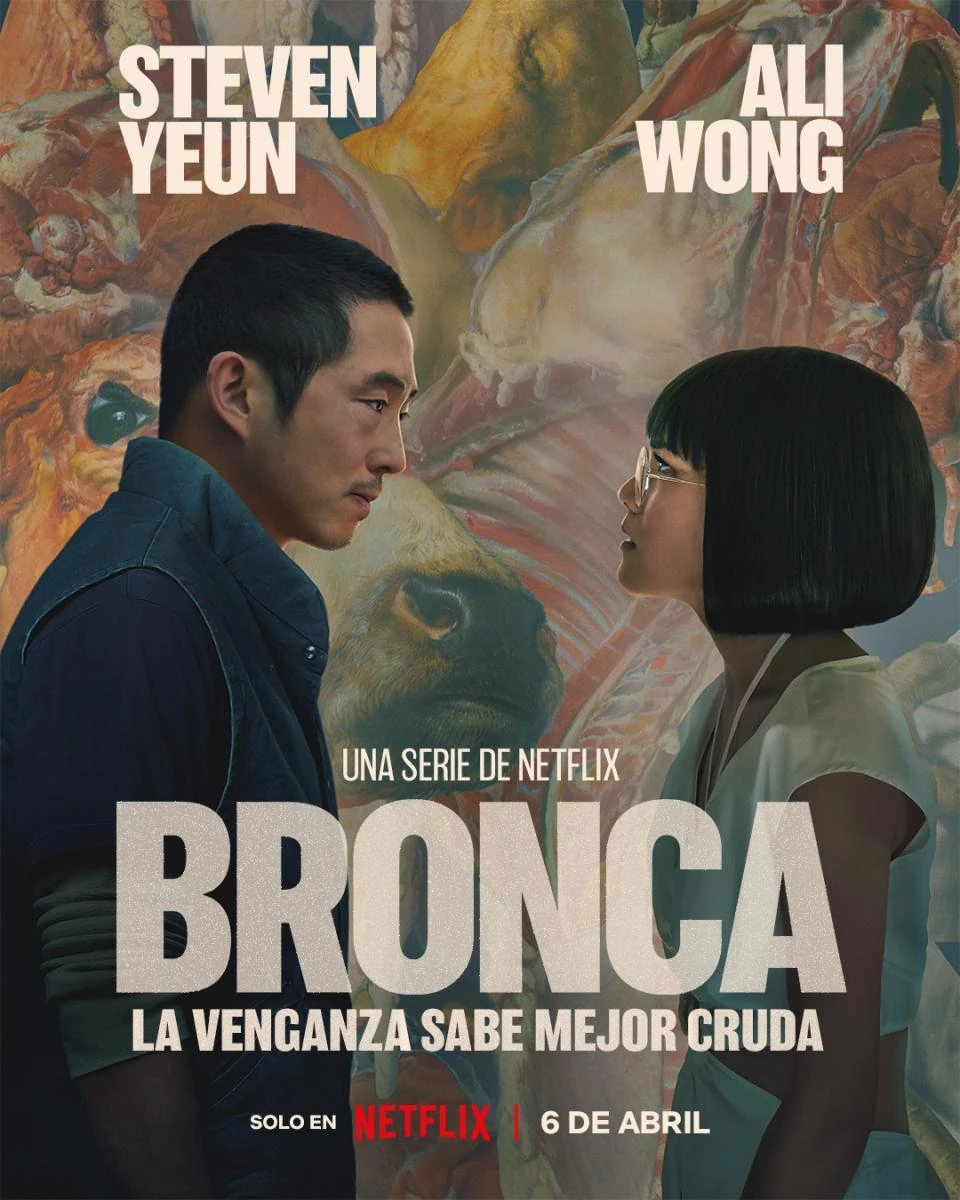 STEVEN
YEUN
ALI
WONG
UNA SERIE DE NETFLIX
BRONCA
LA VENGANZA SABE MEJOR CRUDA
SOLO EN NETFLIX | 6 DE ABRIL